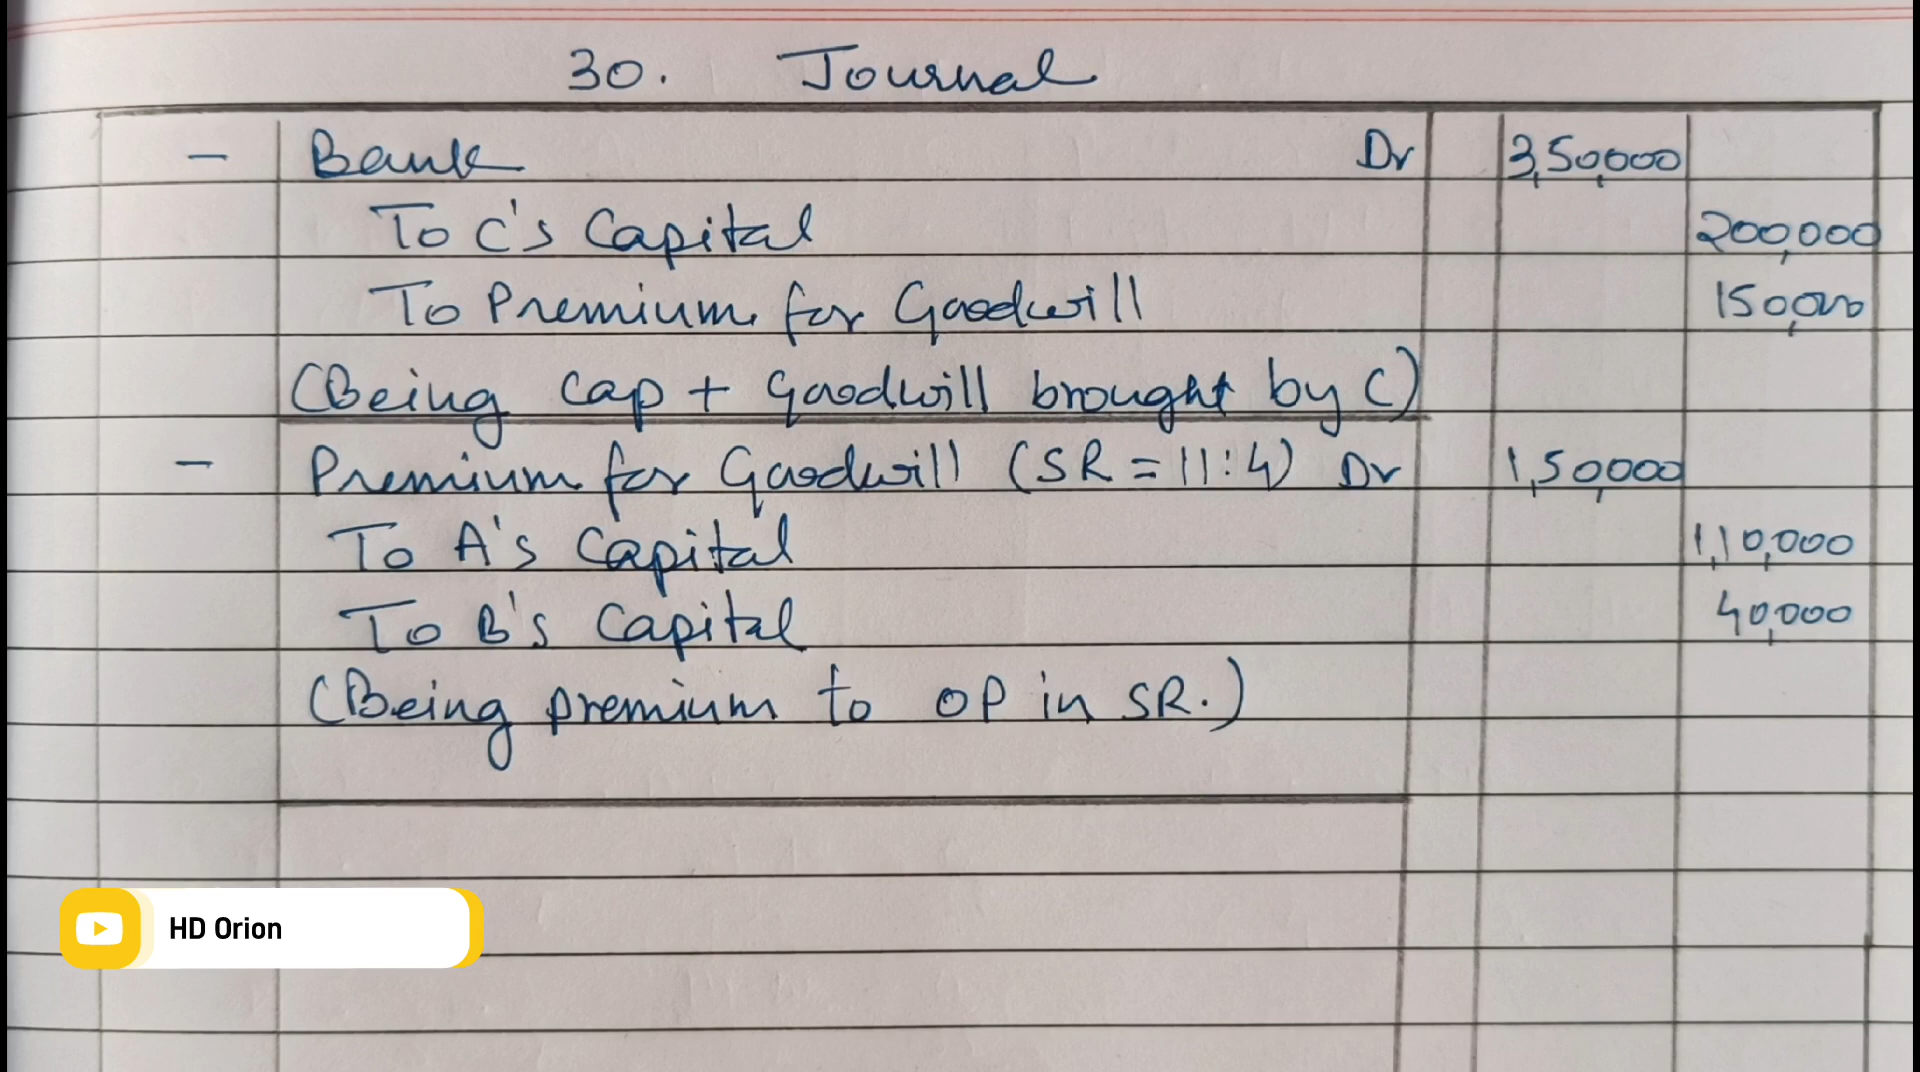 30. Journal
- Bank Dr 3,50,000
To C's Capital 200,000
To Premium for Goodwill 150,000
(Being Cap + Goodwill brought by C)
- Premium for Goodwill (SR = 11:4) Dr 1,50,000
To A's Capital 1,10,000
To B's Capital 40,000
(Being premium to OP in SR.)
HD Orion